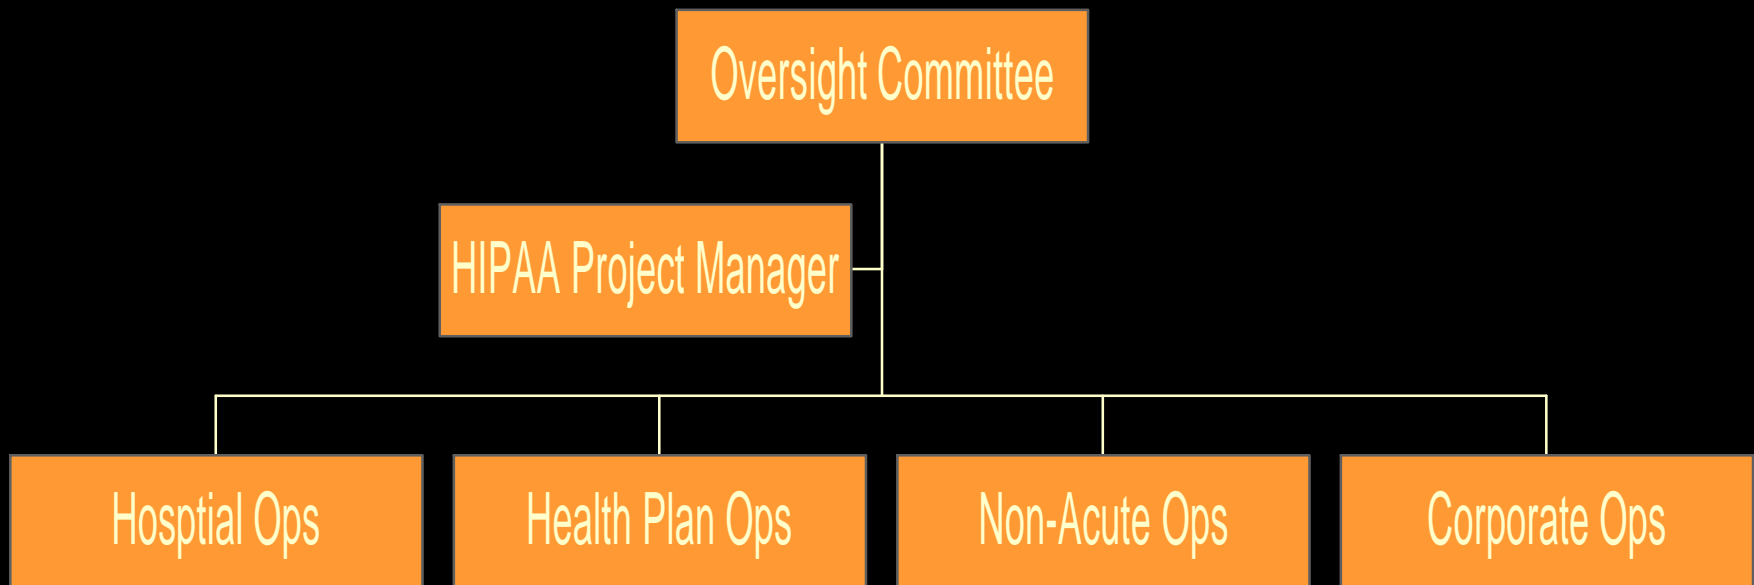 Oversight Committee
HIPAA Project Manager
Hosptial Ops
Health Plan Ops
Non-Acute Ops
Corporate Ops